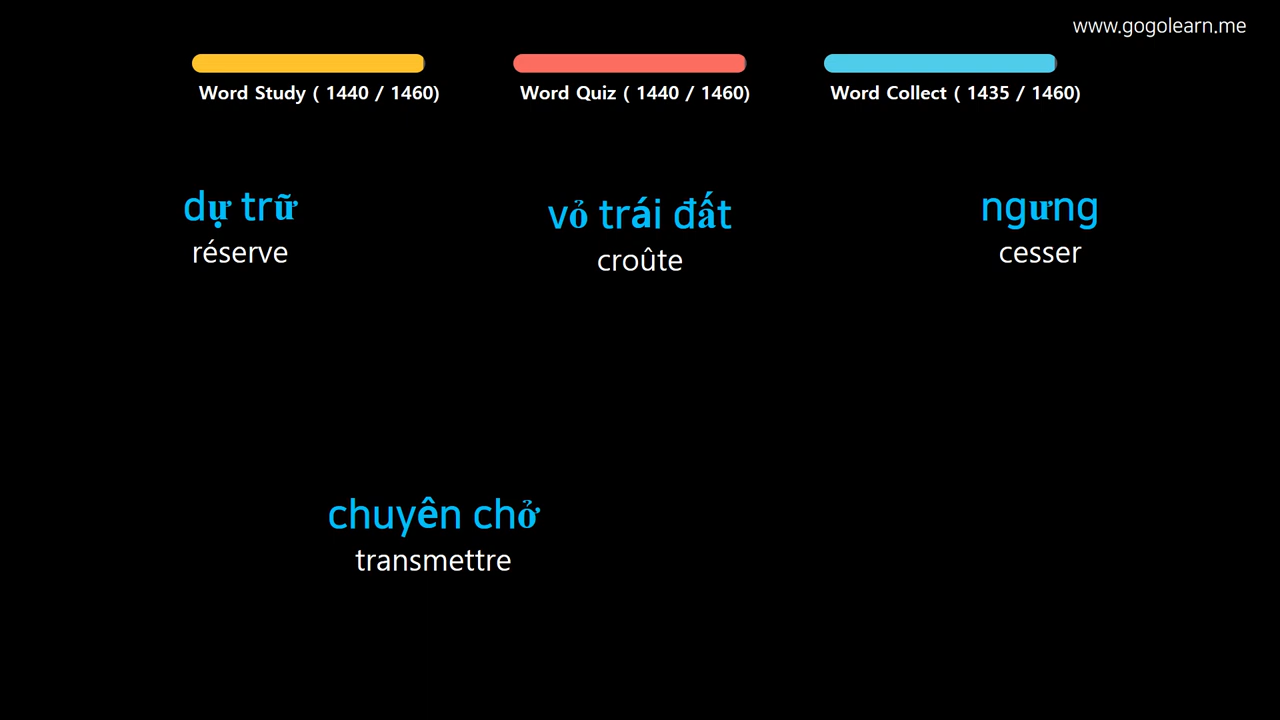 www.gogolearn.me
Word Study ( 1440 / 1460)
Word Quiz ( 1440 / 1460)
Word Collect ( 1435 / 1460)
dự trữ
réserve
vỏ trái đất
croûte
ngưng
cesser
chuyên chở
transmettre